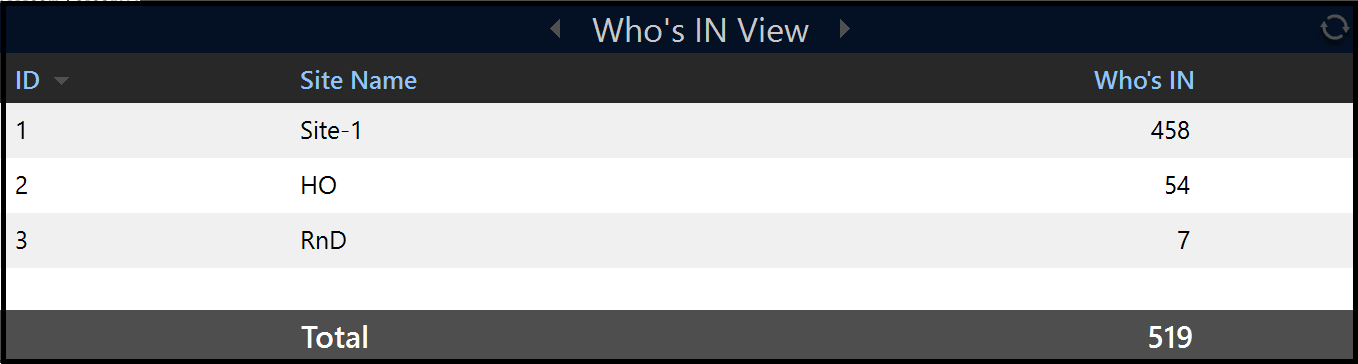 Who's IN View
ID Site Name Who's IN
1 Site-1 458
2 HO 54
3 RnD 7
Total 519